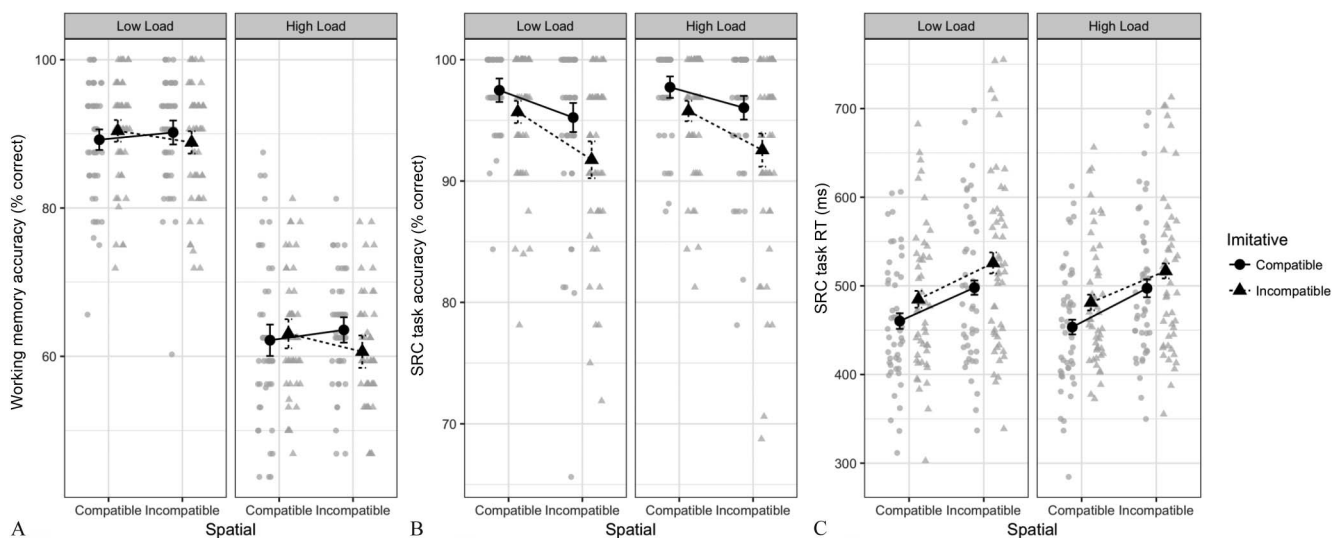 Low Load
High Load
Working memory accuracy (% correct)
100
80
60
Compatible Incompatible Compatible Incompatible
Spatial
A
Low Load
High Load
SRC task accuracy (% correct)
100
90
80
70
Compatible Incompatible Compatible Incompatible
Spatial
B
Low Load
High Load
SRC task RT (ms)
700
600
500
400
300
Compatible Incompatible Compatible Incompatible
Spatial
C
Imitative
Compatible
Incompatible